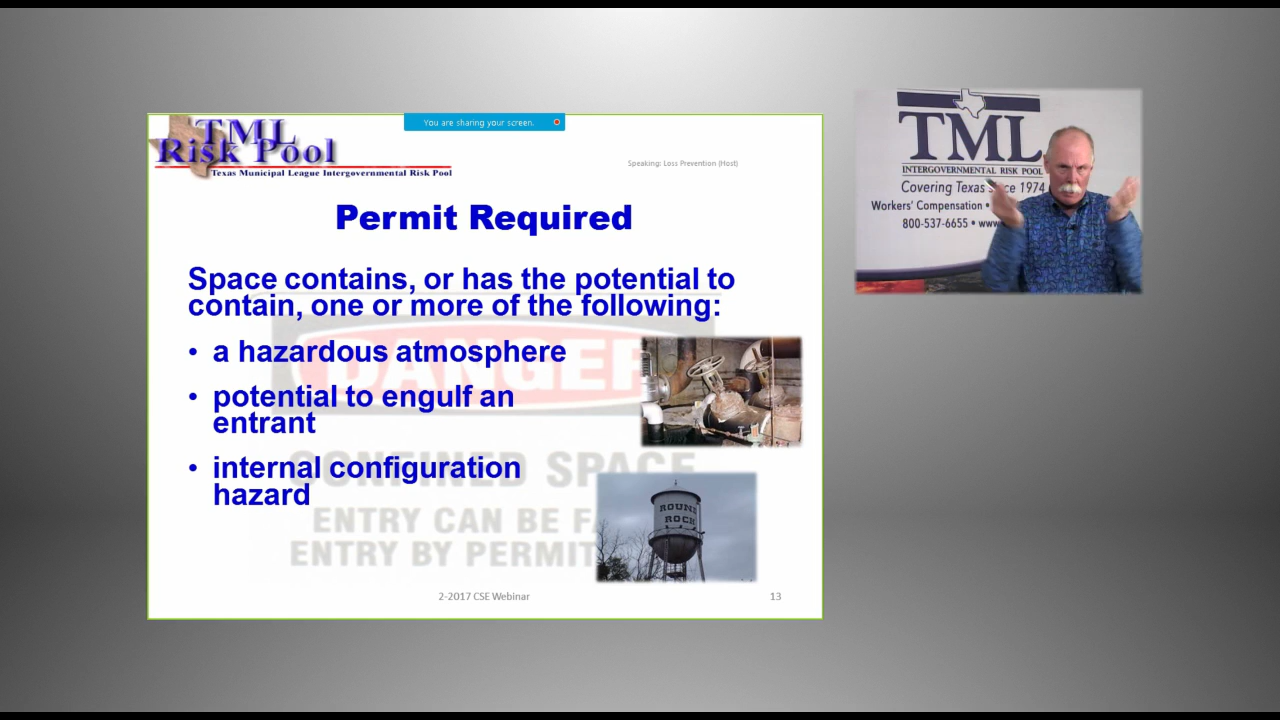 You are sharing your screen.
TML
Risk Pool
Texas Municipal League Intergovernmental Risk Pool
Speaking: Loss Prevention (Host)
Permit Required
Space contains, or has the potential to
contain, one or more of the following:
• a hazardous atmosphere
• potential to engulf an
entrant
• internal configuration
hazard
DANGER
CONFINED SPACE
ENTRY CAN BE
ENTRY BY PERMIT
ROUND
ROCK
2-2017 CSE Webinar
13
TML
INTERGOVERNMENTAL RISK POOL
Covering Texas since 1974
Workers' Compensation •
800-537-6655 • www